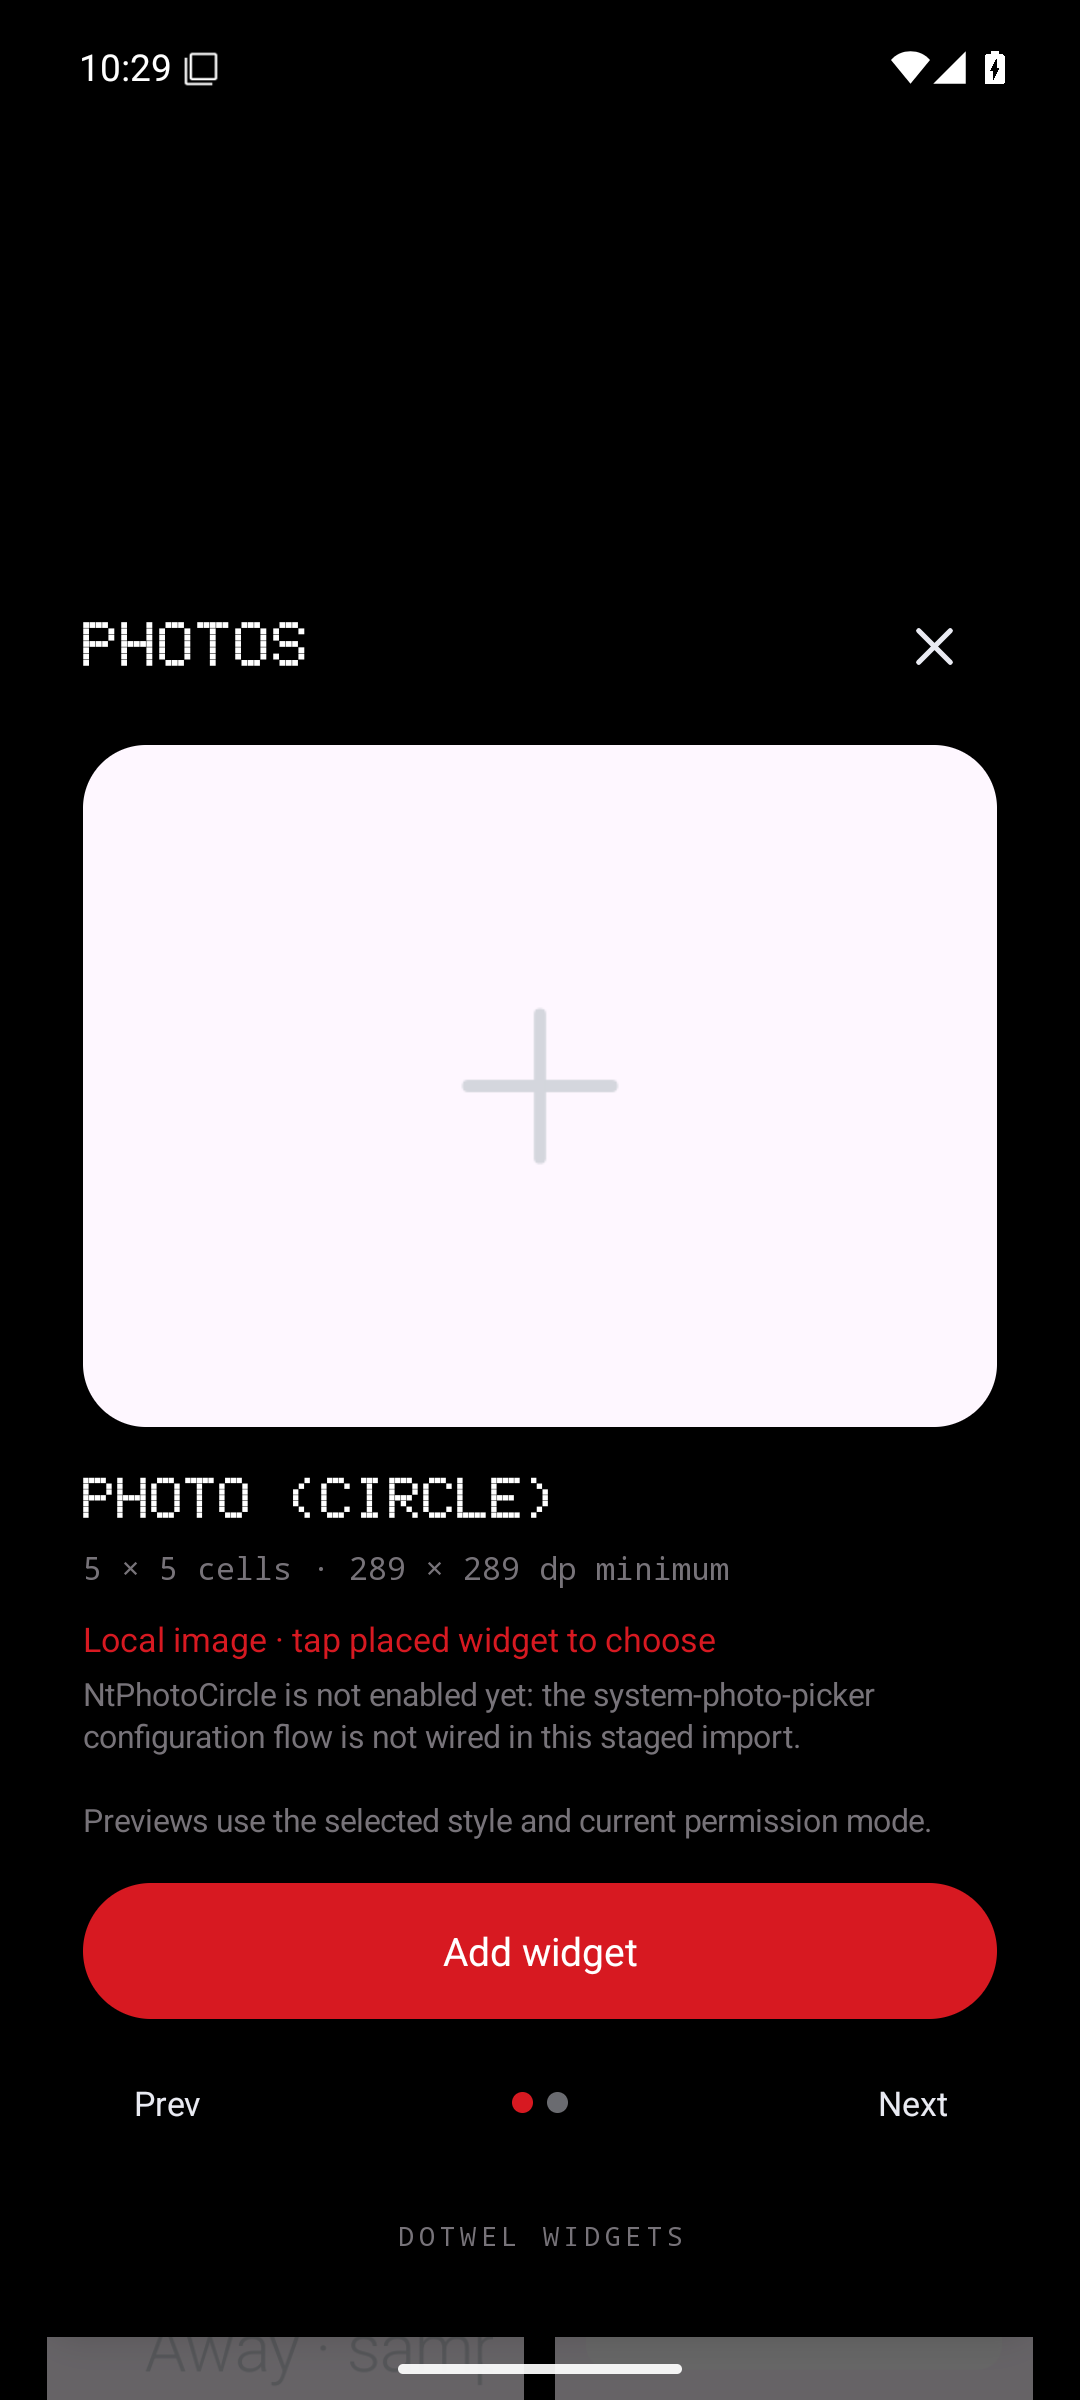 10:29
PHOTOS
PHOTO (CIRCLE)
5 × 5 cells · 289 × 289 dp minimum
Local image · tap placed widget to choose
NtPhotoCircle is not enabled yet: the system-photo-picker
configuration flow is not wired in this staged import.
Previews use the selected style and current permission mode.
Add widget
Prev
Next
DOTWEL WIDGETS
Away ·